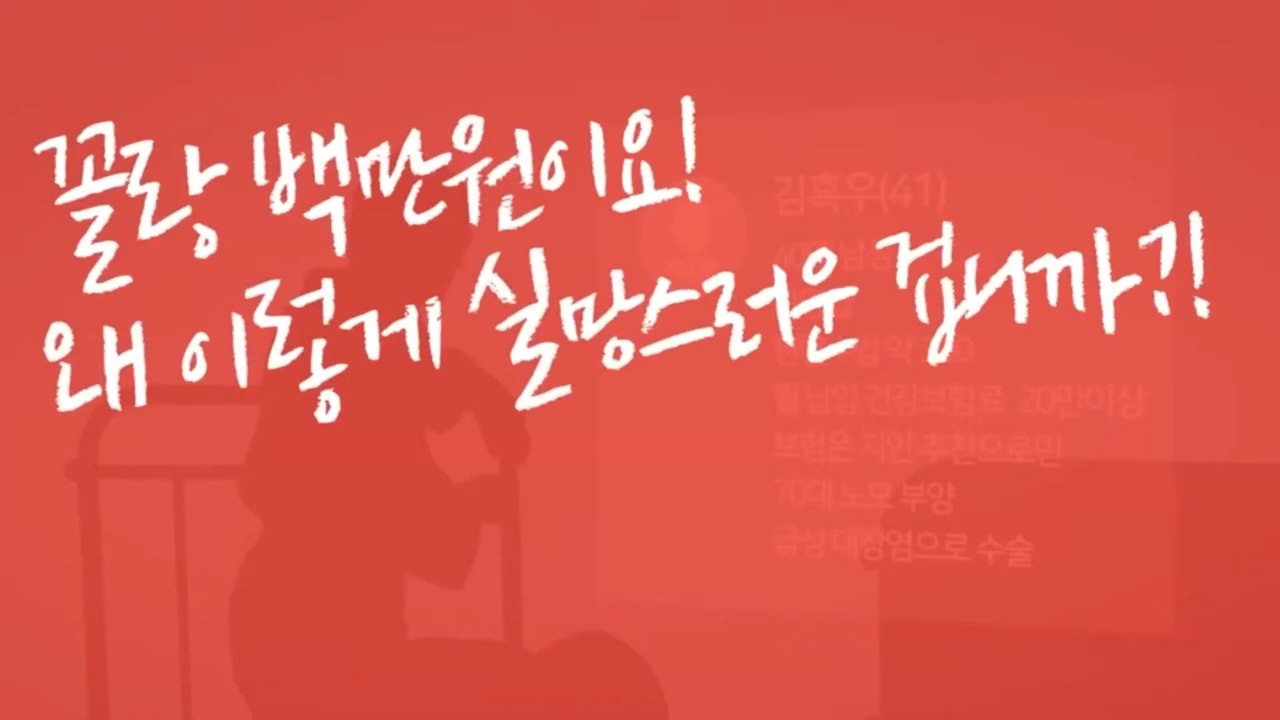 꼴랑 백만원이요!
왜 이렇게 실망스러운 겁니까?!
김흑우(41)
월 납입 건강보험료 20만이상
보험은 지인 추천으로만
70대 노모 부양
급성 대장염으로 수술